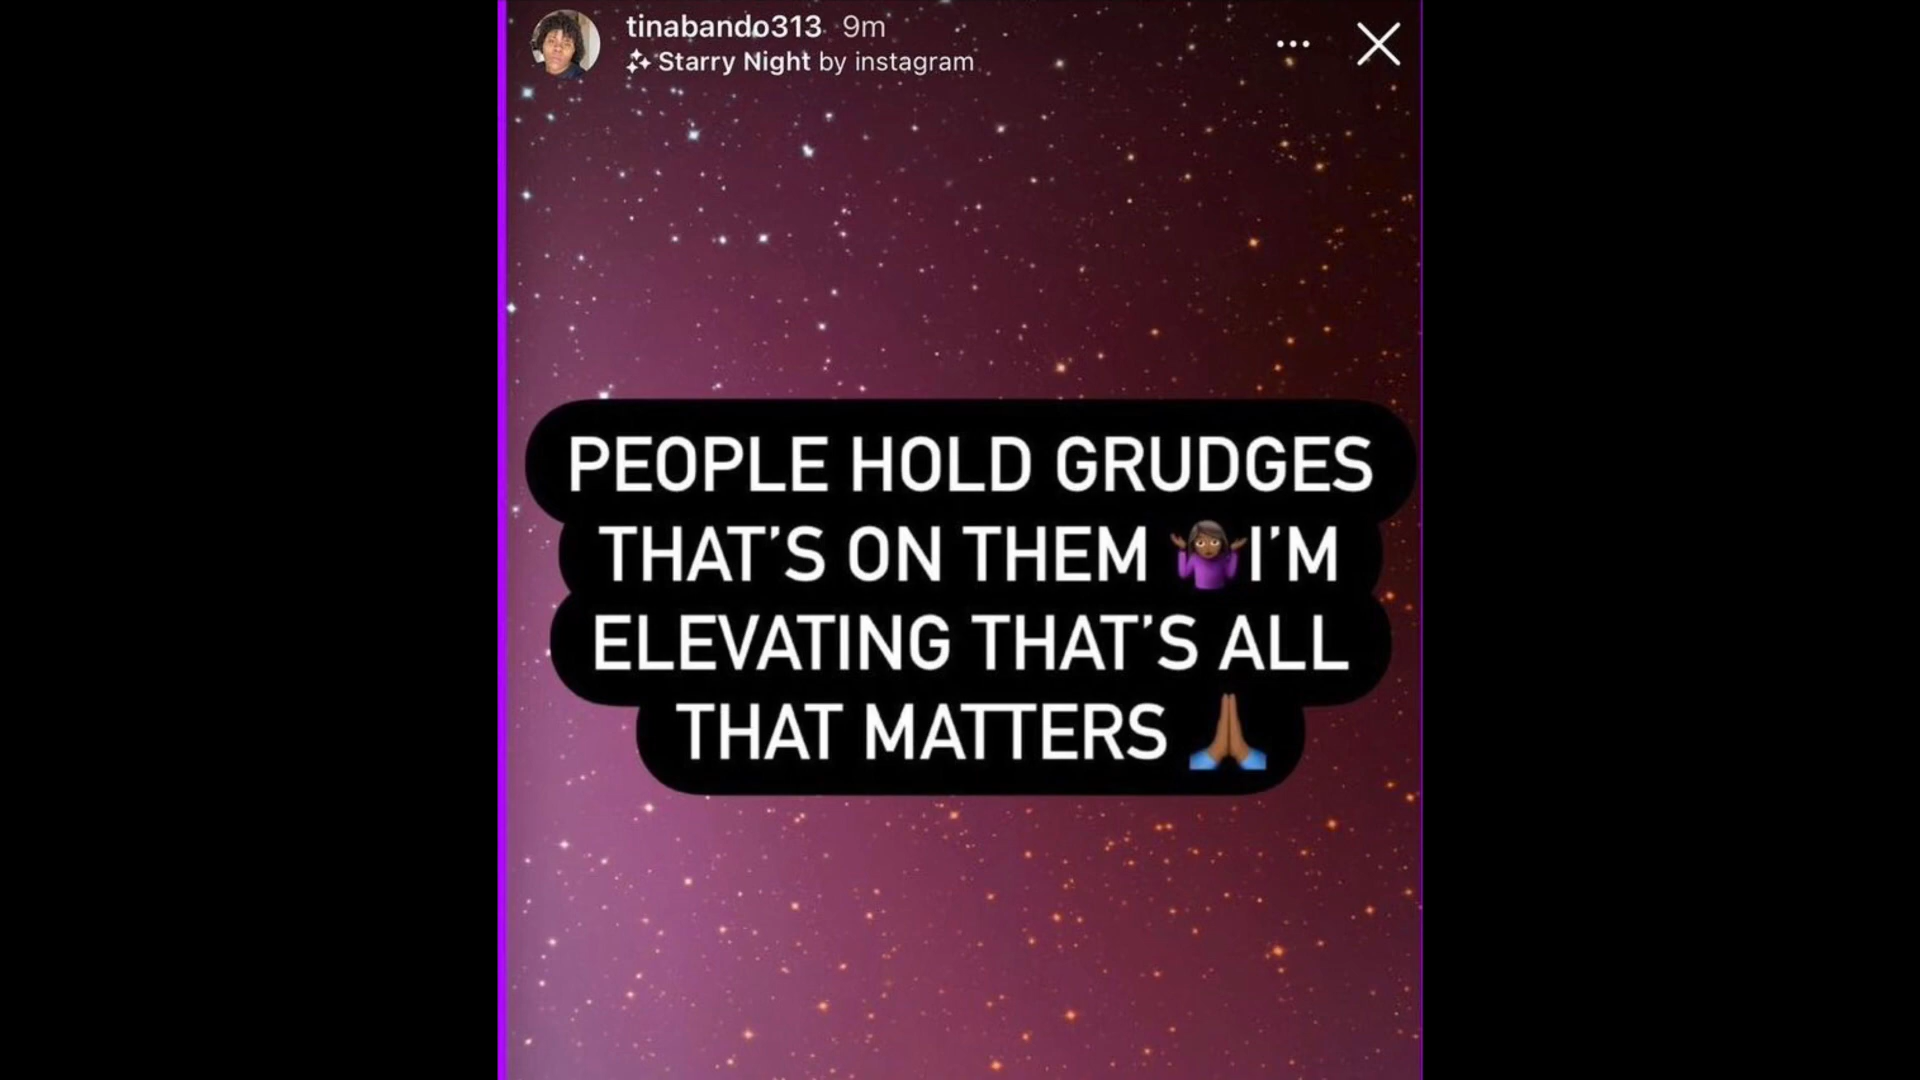 tinabando313 9m
Starry Night by instagram
PEOPLE HOLD GRUDGES
THAT'S ON THEM 🤷🏾‍♀️I'M
ELEVATING THAT'S ALL
THAT MATTERS 🙏🏾